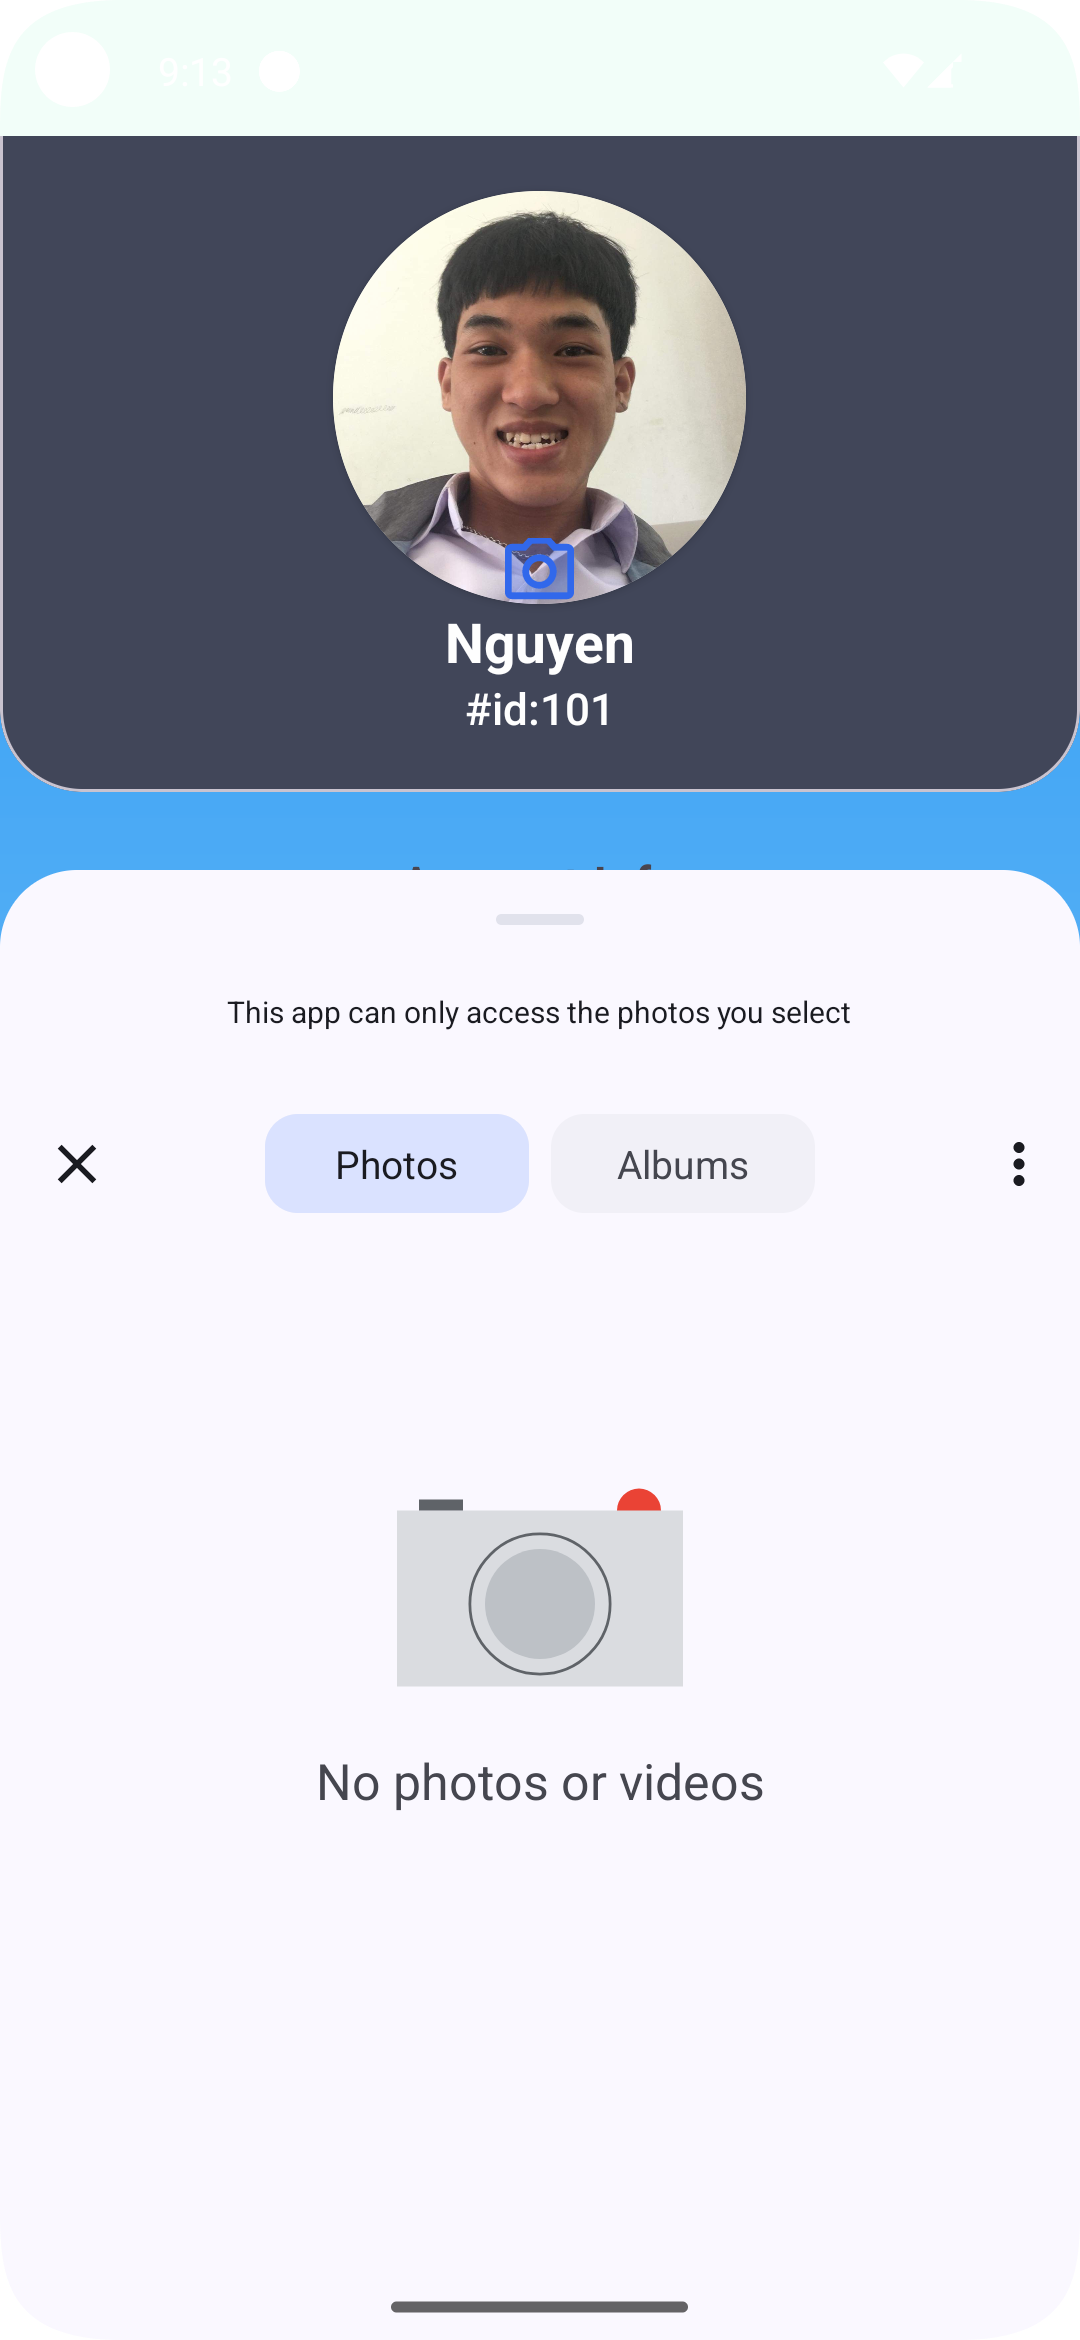 9:13
Nguyen
#id:101
This app can only access the photos you select
Photos
Albums
No photos or videos